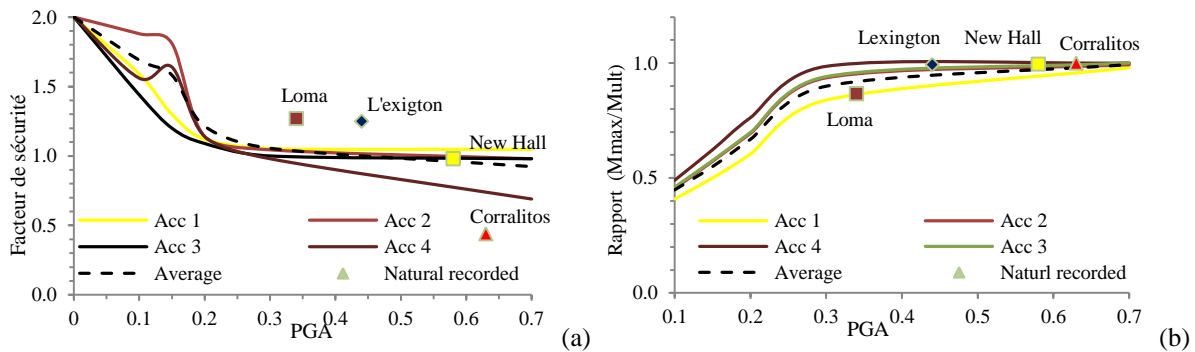 2.0
1.5
1.0
0.5
0.0
Facteur de sécurité
0 0.1 0.2 0.3 0.4 0.5 0.6 0.7
PGA
Loma
L'exigton
New Hall
Corralitos
Acc 1 Acc 2
Acc 3 Acc 4
Average Natural recorded
(a)
1.0
0.5
0.0
Rapport (Mmax/Mult)
0.1 0.2 0.3 0.4 0.5 0.6 0.7
PGA
Lexington New Hall Corralitos
Loma
Acc 1 Acc 2
Acc 4 Acc 3
Average Naturl recorded
(b)